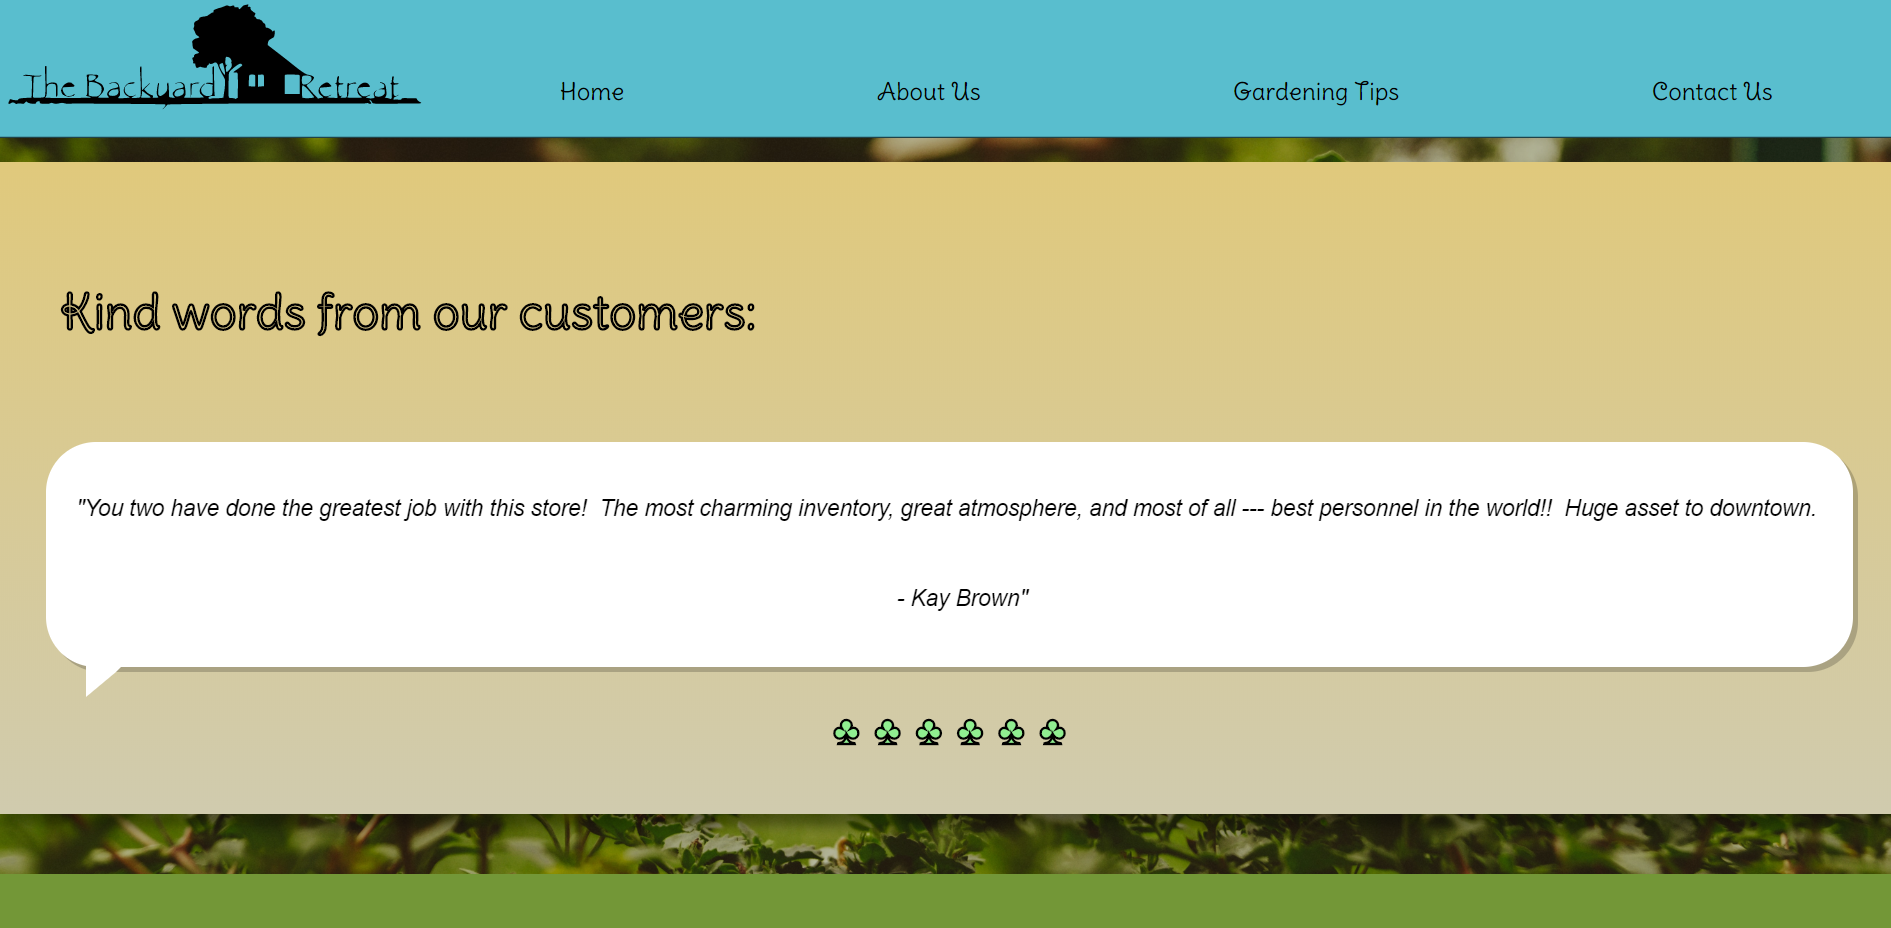 The Backyard Retreat
Home
About Us
Gardening Tips
Contact Us
Kind words from our customers:
"You two have done the greatest job with this store!  The most charming inventory, great atmosphere, and most of all --- best personnel in the world!!  Huge asset to downtown.
- Kay Brown"